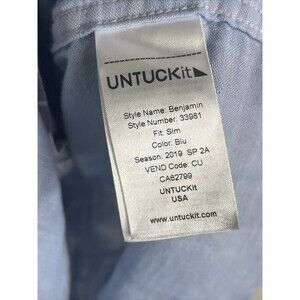 UNTUCKit
Style Name: Benjamin
Style Number: 33981
Fit: Slim
Color: Blu
Season: 2019 SP 2A
VEND Code: CU
CA62799
UNTUCKit
USA
www.untuckit.com